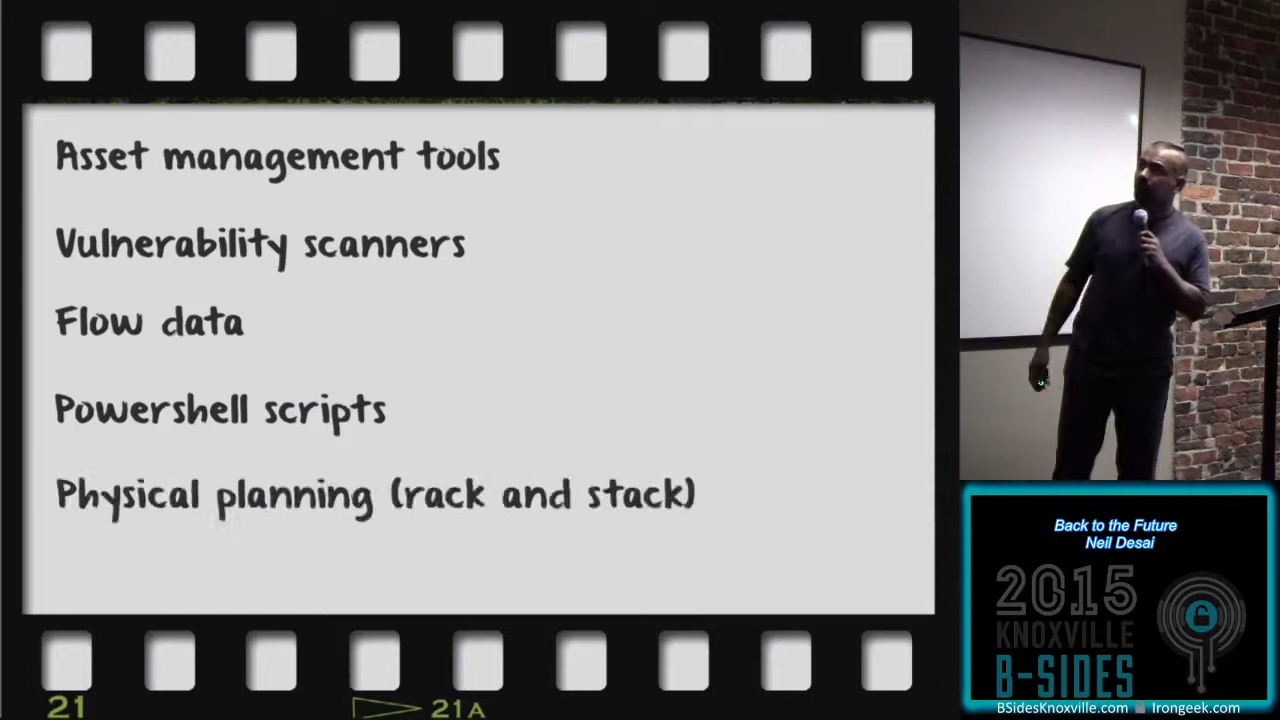 Asset management tools
Vulnerability scanners
Flow data
Powershell scripts
Physical planning (rack and stack)
21
21A
Back to the Future
Neil Desai
2015
KNOXVILLE
B-SIDES
BSidesKnoxville.com Irongeek.com